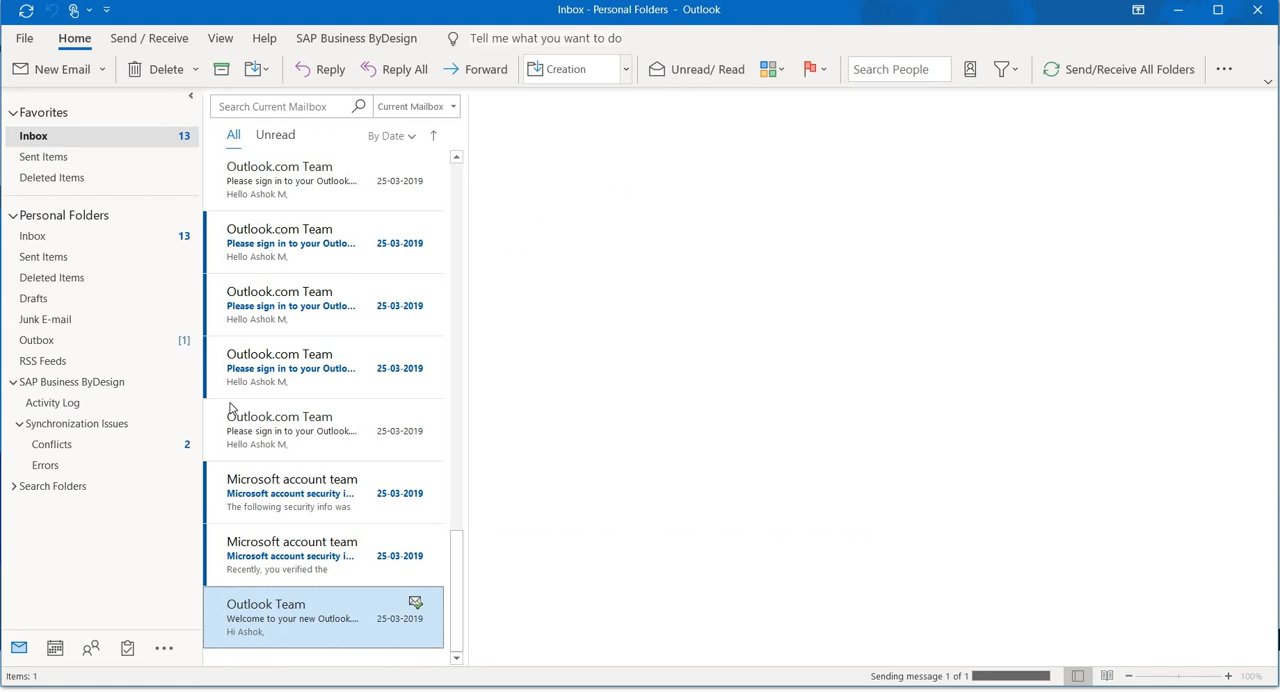 Inbox - Personal Folders - Outlook
File Home Send / Receive View Help SAP Business ByDesign Tell me what you want to do
New Email Delete Reply Reply All Forward Creation Unread/ Read Search People Send/Receive All Folders
Favorites
Inbox 13
Sent Items
Deleted Items
Personal Folders
Inbox 13
Sent Items
Deleted Items
Drafts
Junk E-mail
Outbox [1]
RSS Feeds
SAP Business ByDesign
Activity Log
Synchronization Issues
Conflicts 2
Errors
Search Folders
Items: 1
Search Current Mailbox Current Mailbox
All Unread By Date
Outlook.com Team
Please sign in to your Outlook.... 25-03-2019
Hello Ashok M,
Outlook.com Team
Please sign in to your Outlo... 25-03-2019
Hello Ashok M,
Outlook.com Team
Please sign in to your Outlo... 25-03-2019
Hello Ashok M,
Outlook.com Team
Please sign in to your Outlo... 25-03-2019
Hello Ashok M,
Outlook.com Team
Please sign in to your Outlook.... 25-03-2019
Hello Ashok M,
Microsoft account team
Microsoft account security i... 25-03-2019
The following security info was
Microsoft account team
Microsoft account security i... 25-03-2019
Recently, you verified the
Outlook Team
Welcome to your new Outlook.... 25-03-2019
Hi Ashok,
Sending message 1 of 1 100%